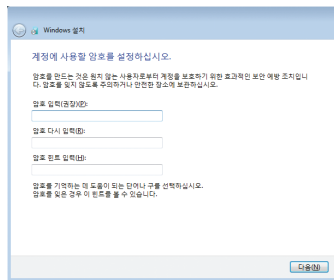 Windows 설치
계정에 사용할 암호를 설정하십시오.
암호를 만드는 것은 원치 않는 사용자로부터 계정을 보호하기 위한 효과적인 보안 예방 조치입니
다. 암호를 잊지 않도록 주의하거나 안전한 장소에 보관하십시오.
암호 입력(권장)(P):
암호 다시 입력(R):
암호 힌트 입력(H):
암호를 기억하는 데 도움이 되는 단어나 구를 선택하십시오.
암호를 잊은 경우 이 힌트를 볼 수 있습니다.
다음(N)